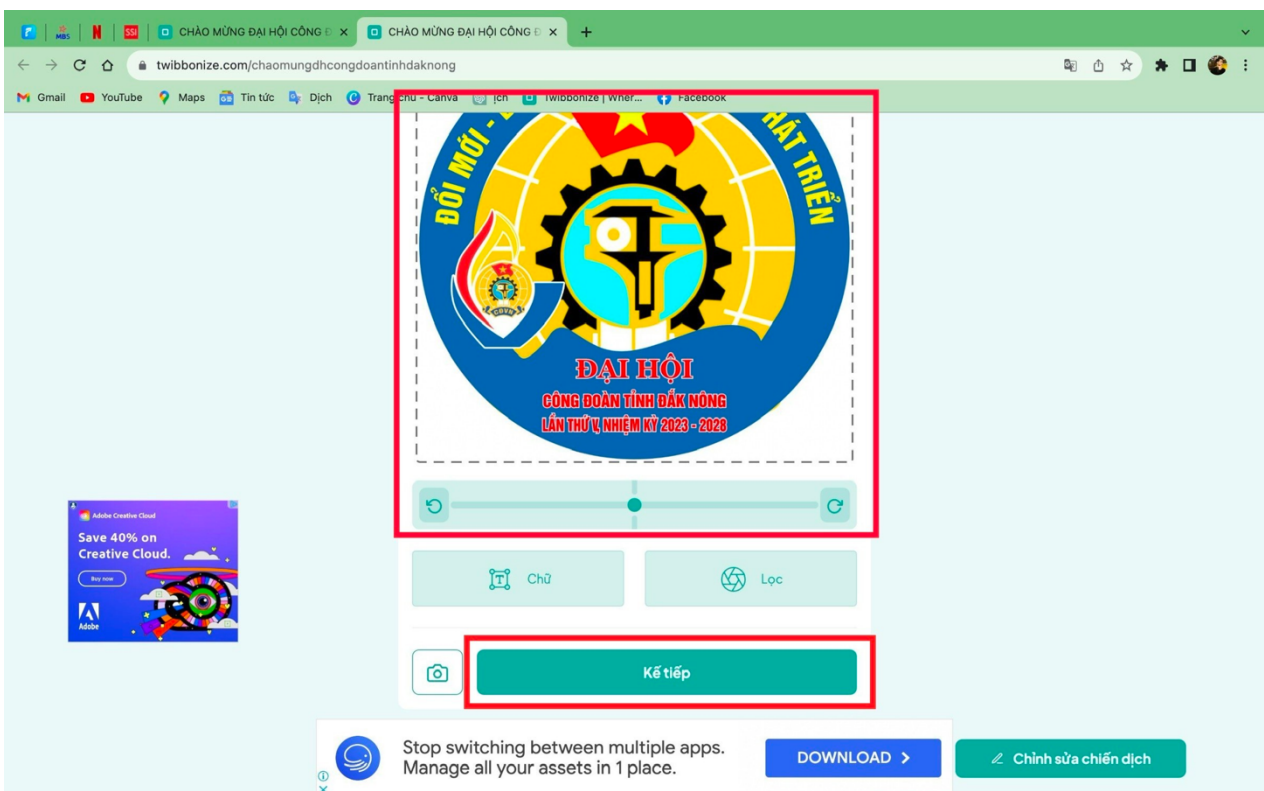 MBS
N
SSI
CHÀO MỪNG ĐẠI HỘI CÔNG Đ
CHÀO MỪNG ĐẠI HỘI CÔNG Đ
twibbonize.com/chaomungdhcongdoantinhdaknong
Gmail YouTube Maps Tin tức Dịch Trang chủ - Canva Twibbonize | Wher... Facebook
ĐỔI MỚI -
PHÁT TRIỂN
CĐVN
ĐẠI HỘI
CÔNG ĐOÀN TỈNH ĐẮK NÔNG
LẦN THỨ V, NHIỆM KỲ 2023 - 2028
Adobe Creative Cloud
Save 40% on
Creative Cloud.
Buy now
Adobe
Chữ
Lọc
Kế tiếp
Stop switching between multiple apps.
Manage all your assets in 1 place.
DOWNLOAD
Chỉnh sửa chiến dịch